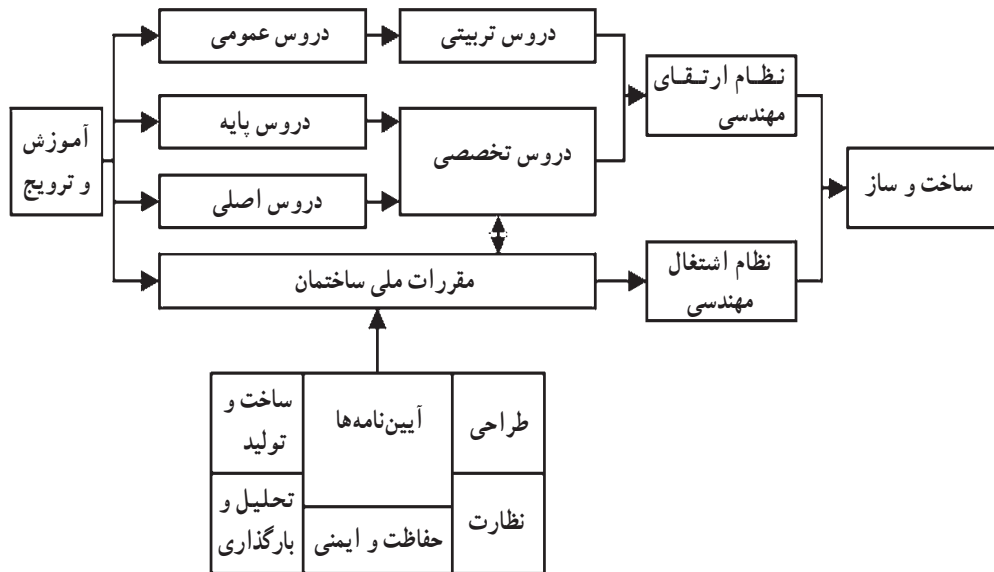 آموزش
و ترویج
دروس عمومی
دروس تربیتی
دروس پایه
دروس اصلی
دروس تخصصی
مقررات ملی ساختمان
نظام ارتقای
مهندسی
نظام اشتغال
مهندسی
ساخت و ساز
طراحی
آیین‌نامه‌ها
ساخت و
تولید
نظارت
حفاظت و ایمنی
تحلیل و
بارگذاری